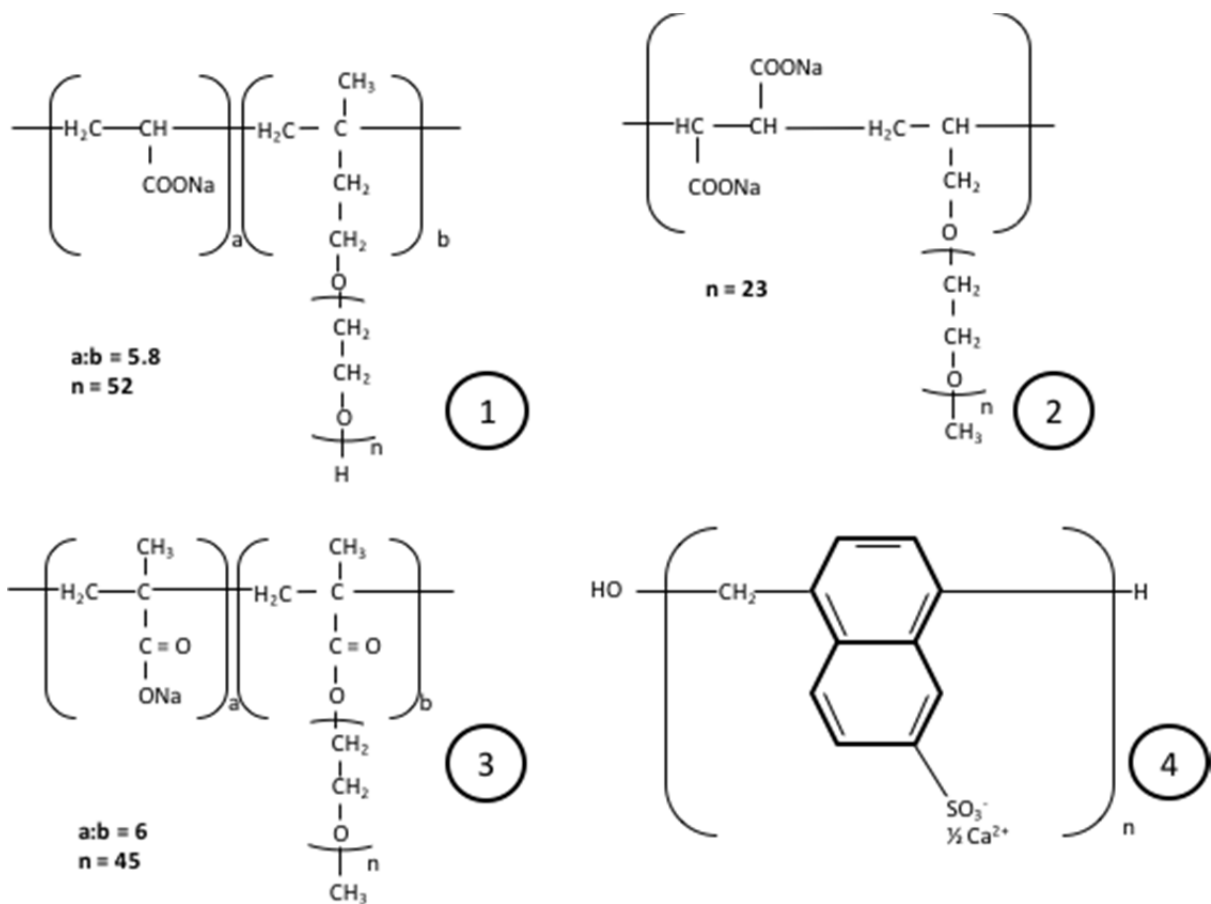 CH₃
H₂C
CH
H₂C
C
COONa
CH₂
a
CH₂
b
O
CH₂
CH₂
O
n
H
a:b = 5.8
n = 52
1
COONa
HC
CH
H₂C
CH
COONa
CH₂
O
CH₂
CH₂
O
n
CH₃
n = 23
2
CH₃
CH₃
H₂C
C
H₂C
C
C = O
C = O
ONa
a
O
b
CH₂
CH₂
O
n
CH₃
a:b = 6
n = 45
3
HO
CH₂
H
SO₃⁻
½ Ca²⁺
n
4